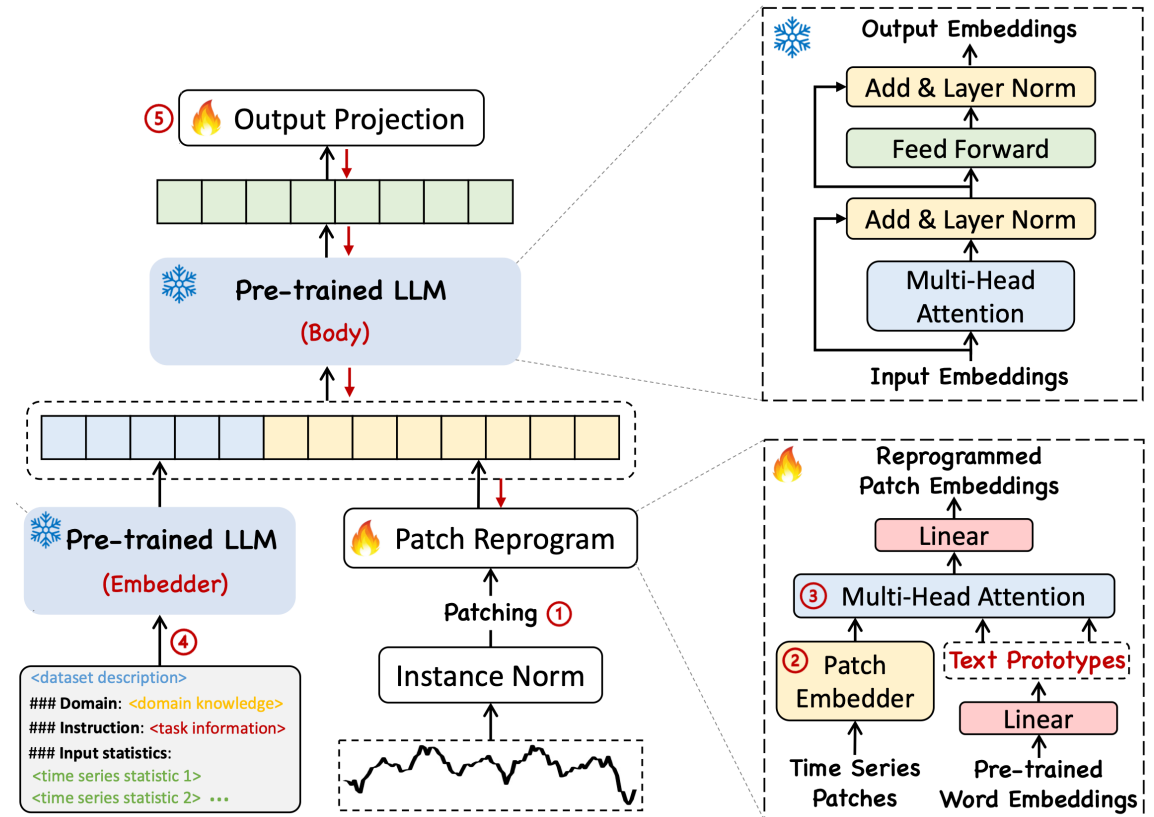 ⑤ Output Projection
Pre-trained LLM
(Body)
Pre-trained LLM
(Embedder)
④
<dataset description>
### Domain: <domain knowledge>
### Instruction: <task information>
### Input statistics:
<time series statistic 1>
<time series statistic 2> ...
Patch Reprogram
Patching ①
Instance Norm
Output Embeddings
Add & Layer Norm
Feed Forward
Add & Layer Norm
Multi-Head
Attention
Input Embeddings
Reprogrammed
Patch Embeddings
Linear
③ Multi-Head Attention
② Patch
Embedder
Text Prototypes
Linear
Time Series
Patches
Pre-trained
Word Embeddings